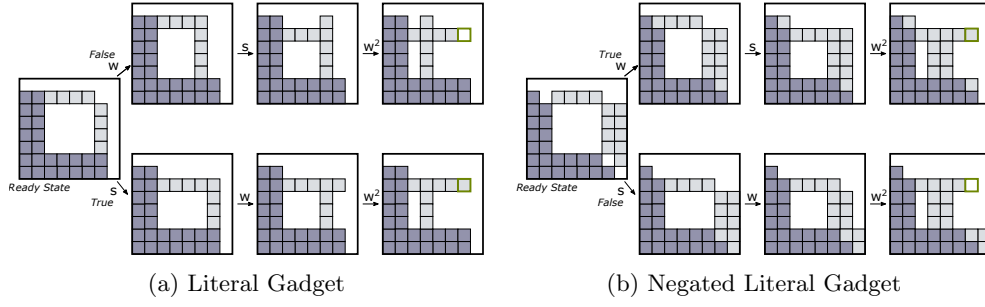 False
w
s
w²
Ready State
s
True
w
w²
True
w
s
w²
Ready State
s
False
w
w²
(a) Literal Gadget
(b) Negated Literal Gadget